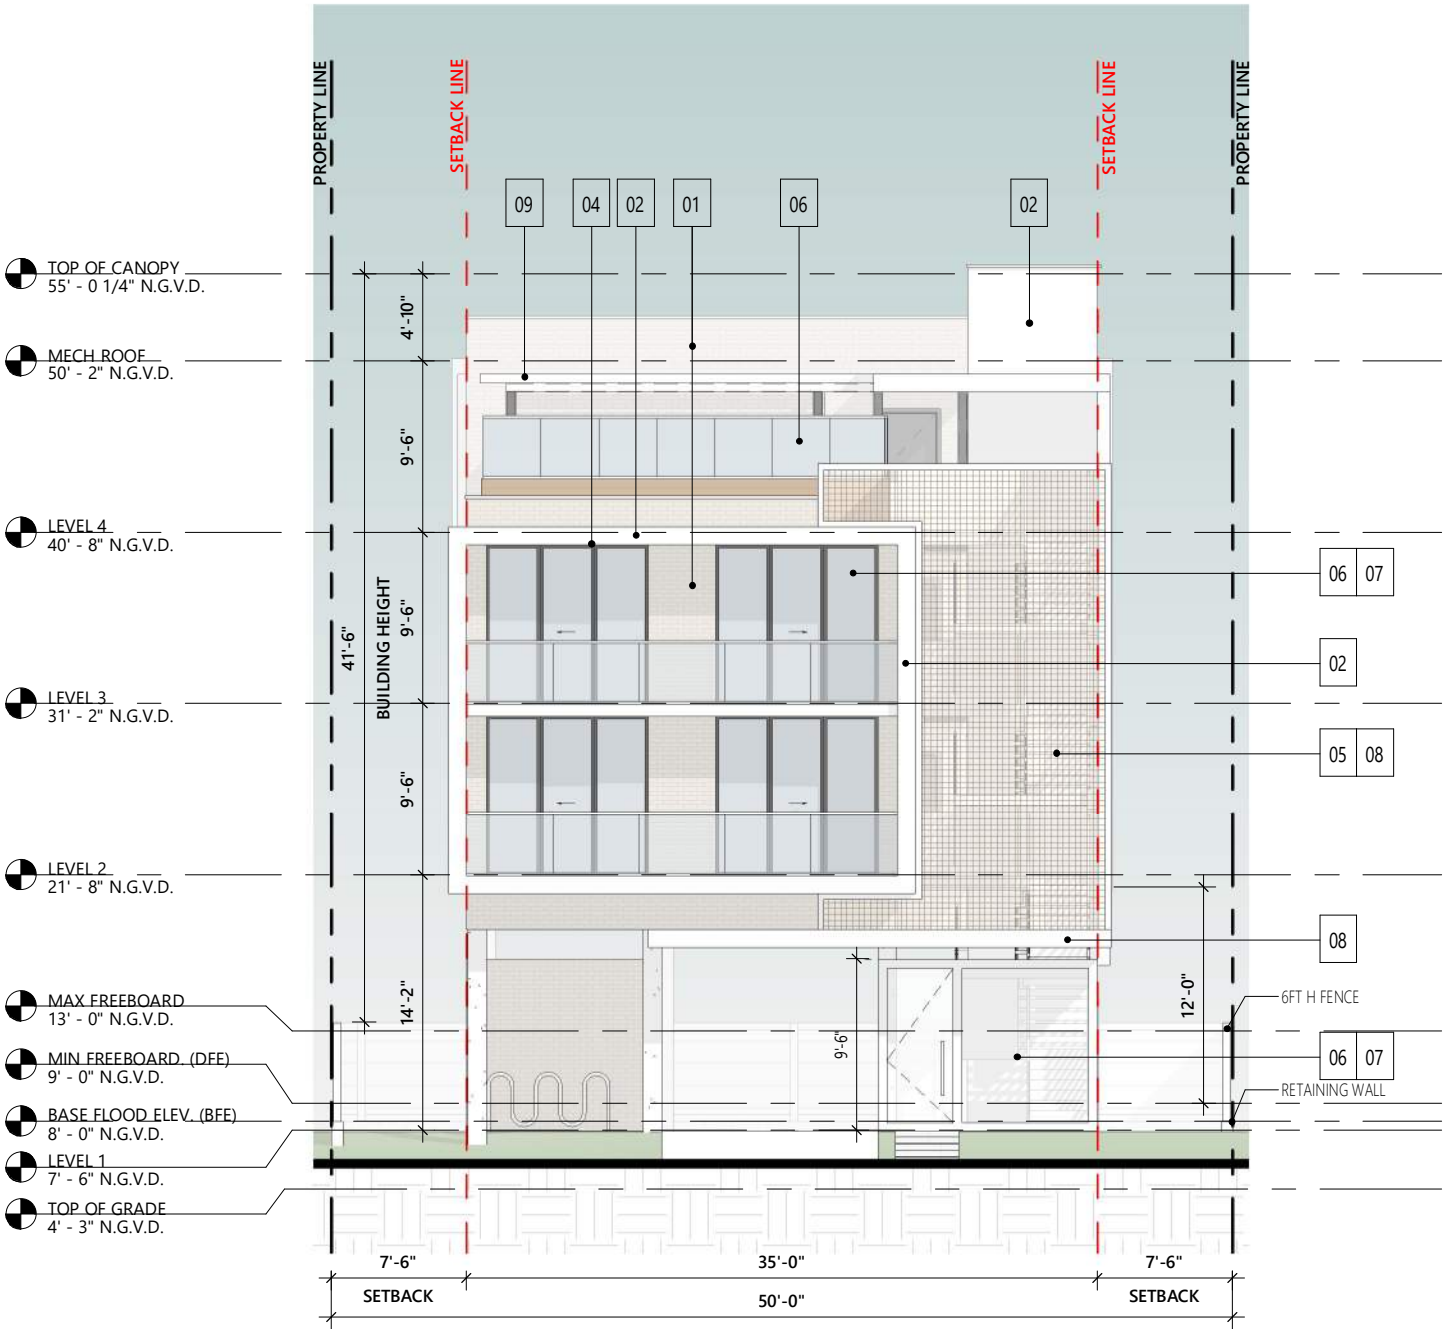 PROPERTY LINE
SETBACK LINE
SETBACK LINE
PROPERTY LINE
09
04
02
01
06
02
TOP OF CANOPY
55' - 0 1/4" N.G.V.D.
4'-10"
MECH ROOF
50' - 2" N.G.V.D.
9'-6"
LEVEL 4
40' - 8" N.G.V.D.
06 07
41'-6"
BUILDING HEIGHT
9'-6"
02
LEVEL 3
31' - 2" N.G.V.D.
05 08
9'-6"
LEVEL 2
21' - 8" N.G.V.D.
08
MAX FREEBOARD
13' - 0" N.G.V.D.
14'-2"
9'-6"
12'-0"
6FT H FENCE
MIN FREEBOARD. (DFE)
9' - 0" N.G.V.D.
06 07
RETAINING WALL
BASE FLOOD ELEV. (BFE)
8' - 0" N.G.V.D.
LEVEL 1
7' - 6" N.G.V.D.
TOP OF GRADE
4' - 3" N.G.V.D.
7'-6"
35'-0"
7'-6"
SETBACK
50'-0"
SETBACK